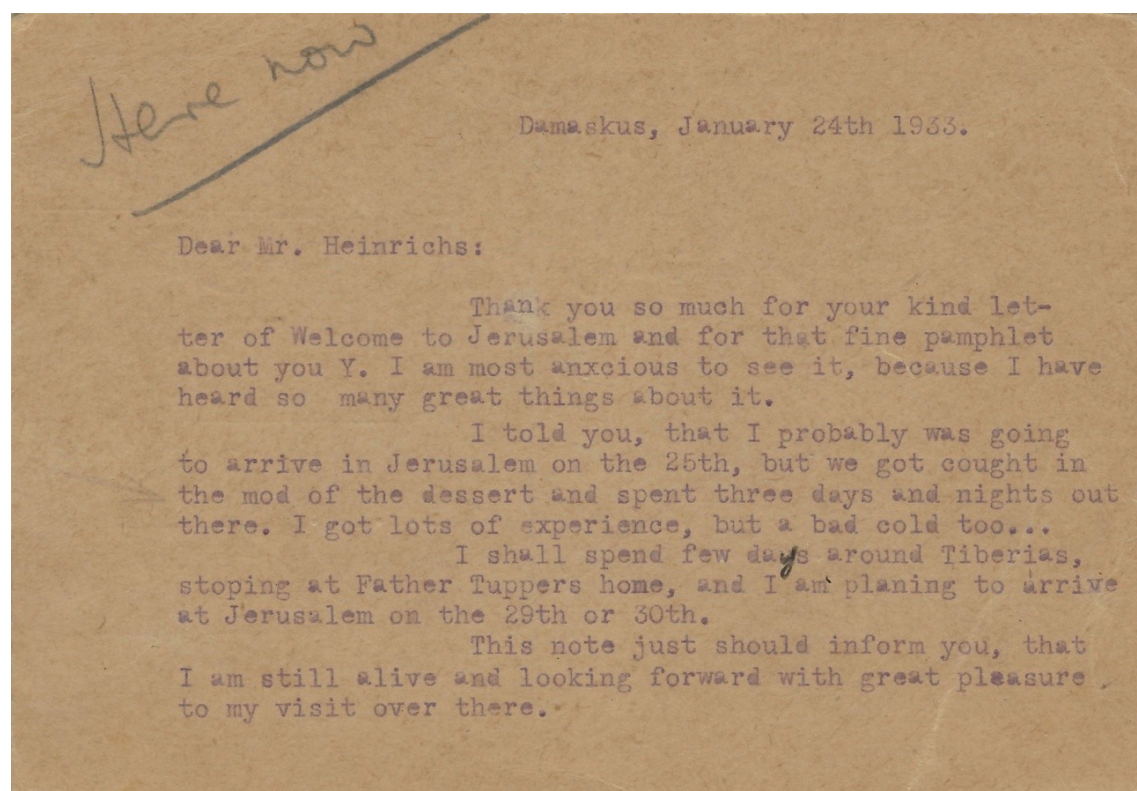 Here now
Damaskus, January 24th 1933.
Dear Mr. Heinrichs:
Thank you so much for your kind let-
ter of Welcome to Jerusalem and for that fine pamphlet
about you Y. I am most anxcious to see it, because I have
heard so many great things about it.
I told you, that I probably was going
to arrive in Jerusalem on the 25th, but we got cought in
the mod of the dessert and spent three days and nights out
there. I got lots of experience, but a bad cold too...
I shall spend few days around Tiberias,
stoping at Father Tuppers home, and I am planing to arrive
at Jerusalem on the 29th or 30th.
This note just should inform you, that
I am still alive and looking forward with great pleasure
to my visit over there.